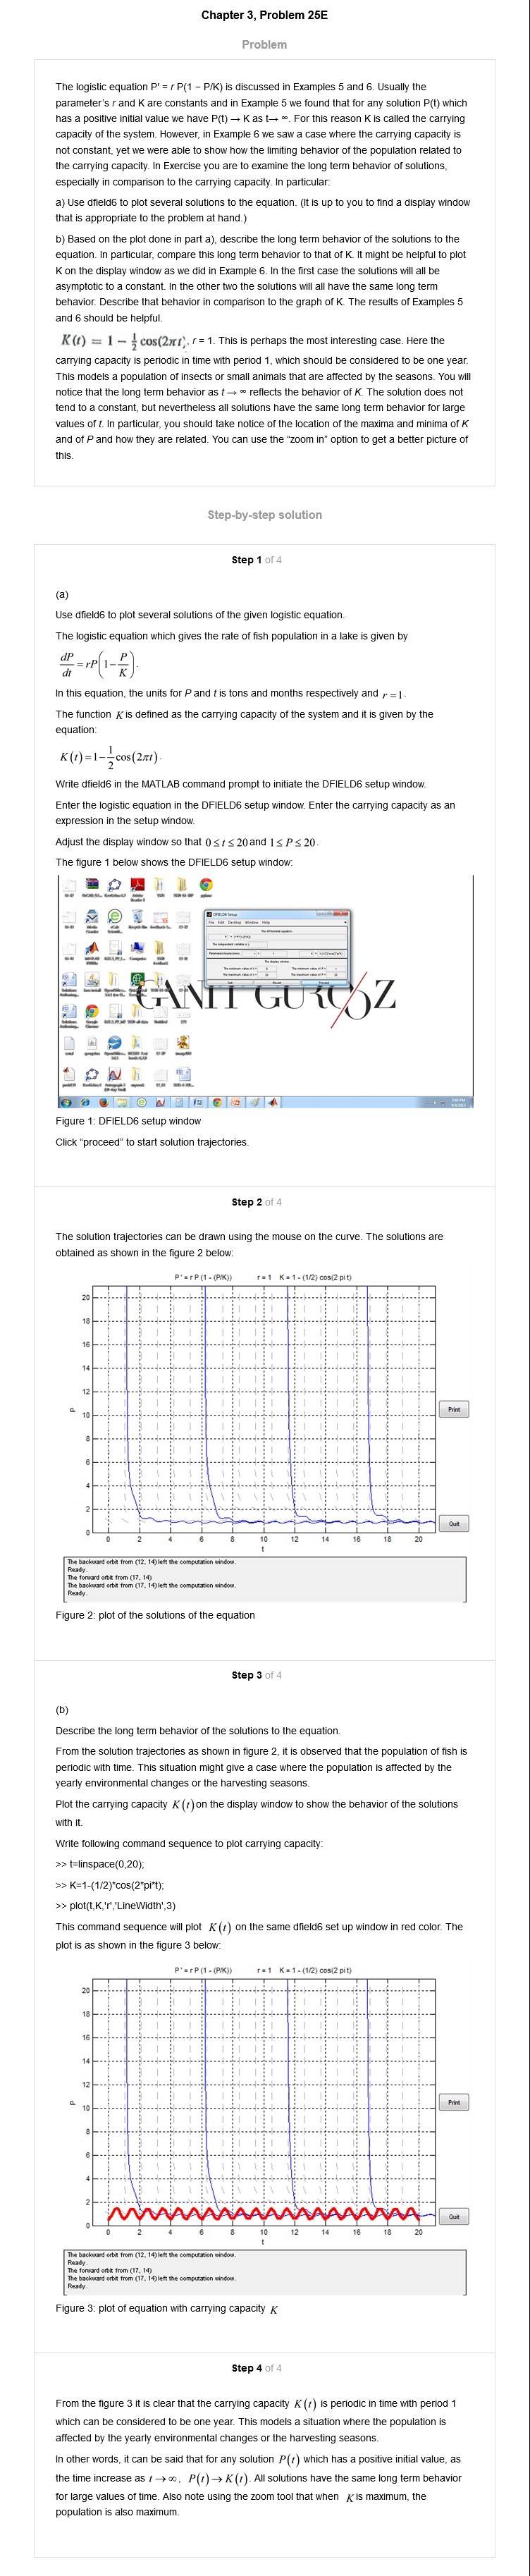 Chapter 3, Problem 25E
Problem
The logistic equation P' = r P(1 − P/K) is discussed in Examples 5 and 6. Usually the
parameter's r and K are constants and in Example 5 we found that for any solution P(t) which
has a positive initial value we have P(t) → K as t→ ∞. For this reason K is called the carrying
capacity of the system. However, in Example 6 we saw a case where the carrying capacity is
not constant, yet we were able to show how the limiting behavior of the population related to
the carrying capacity. In Exercise you are to examine the long term behavior of solutions,
especially in comparison to the carrying capacity. In particular:
a) Use dfield6 to plot several solutions to the equation. (It is up to you to find a display window
that is appropriate to the problem at hand.)
b) Based on the plot done in part a), describe the long term behavior of the solutions to the
equation. In particular, compare this long term behavior to that of K. It might be helpful to plot
K on the display window as we did in Example 6. In the first case the solutions will all be
asymptotic to a constant. In the other two the solutions will all have the same long term
behavior. Describe that behavior in comparison to the graph of K. The results of Examples 5
and 6 should be helpful.
K(t) = 1 − 1/2 cos(2πt), r = 1. This is perhaps the most interesting case. Here the
carrying capacity is periodic in time with period 1, which should be considered to be one year.
This models a population of insects or small animals that are affected by the seasons. You will
notice that the long term behavior as t → ∞ reflects the behavior of K. The solution does not
tend to a constant, but nevertheless all solutions have the same long term behavior for large
values of t. In particular, you should take notice of the location of the maxima and minima of K
and of P and how they are related. You can use the "zoom in" option to get a better picture of
this.
Step-by-step solution
Step 1 of 4
(a)
Use dfield6 to plot several solutions of the given logistic equation.
The logistic equation which gives the rate of fish population in a lake is given by
dP/dt = rP(1 − P/K).
In this equation, the units for P and t is tons and months respectively and r = 1.
The function K is defined as the carrying capacity of the system and it is given by the
equation:
K(t) = 1 − 1/2 cos(2πt).
Write dfield6 in the MATLAB command prompt to initiate the DFIELD6 setup window.
Enter the logistic equation in the DFIELD6 setup window. Enter the carrying capacity as an
expression in the setup window.
Adjust the display window so that 0 ≤ t ≤ 20 and 1 ≤ P ≤ 20.
The figure 1 below shows the DFIELD6 setup window:
DFIELD6 Setup
GANIT GUROOZ
Figure 1: DFIELD6 setup window
Click "proceed" to start solution trajectories.
Step 2 of 4
The solution trajectories can be drawn using the mouse on the curve. The solutions are
obtained as shown in the figure 2 below:
P ' = r P (1 - (P/K)) r = 1 K = 1 - (1/2) cos(2 pi t)
20
18
16
14
12
P
10
Print
8
6
4
2
0
Quit
0 2 4 6 8 10 12 14 16 18 20
t
The backward orbit from (12, 14) left the computation window.
Ready.
The forward orbit from (17, 14)
The backward orbit from (17, 14) left the computation window.
Ready.
Figure 2: plot of the solutions of the equation
Step 3 of 4
(b)
Describe the long term behavior of the solutions to the equation.
From the solution trajectories as shown in figure 2, it is observed that the population of fish is
periodic with time. This situation might give a case where the population is affected by the
yearly environmental changes or the harvesting seasons.
Plot the carrying capacity K(t) on the display window to show the behavior of the solutions
with it.
Write following command sequence to plot carrying capacity:
>> t=linspace(0,20);
>> K=1-(1/2)*cos(2*pi*t);
>> plot(t,K,'r','LineWidth',3)
This command sequence will plot K(t) on the same dfield6 set up window in red color. The
plot is as shown in the figure 3 below:
P ' = r P (1 - (P/K)) r = 1 K = 1 - (1/2) cos(2 pi t)
20
18
16
14
12
P
10
Print
8
6
4
2
0
Quit
0 2 4 6 8 10 12 14 16 18 20
t
The backward orbit from (12, 14) left the computation window.
Ready.
The forward orbit from (17, 14)
The backward orbit from (17, 14) left the computation window.
Ready.
Figure 3: plot of equation with carrying capacity K
Step 4 of 4
From the figure 3 it is clear that the carrying capacity K(t) is periodic in time with period 1
which can be considered to be one year. This models a situation where the population is
affected by the yearly environmental changes or the harvesting seasons.
In other words, it can be said that for any solution P(t) which has a positive initial value, as
the time increase as t → ∞, P(t) → K(t). All solutions have the same long term behavior
for large values of time. Also note using the zoom tool that when K is maximum, the
population is also maximum.